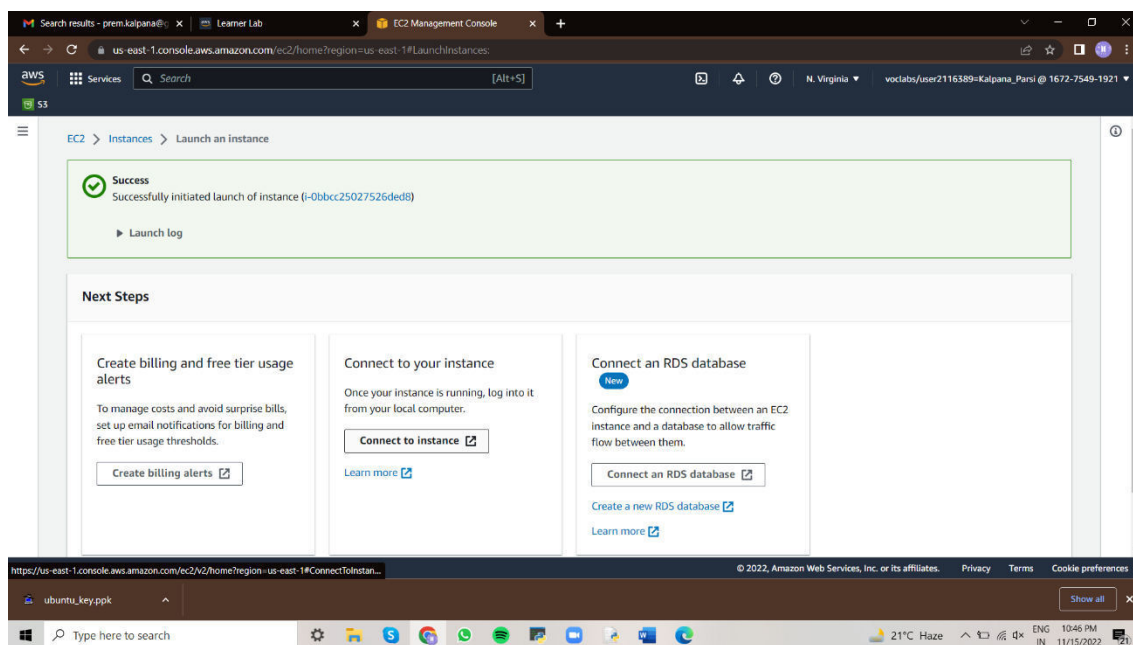 Search results - prem.kalpana@g
Learner Lab
EC2 Management Console
us-east-1.console.aws.amazon.com/ec2/home?region=us-east-1#LaunchInstances:
aws
Services
Search
[Alt+S]
N. Virginia
voclabs/user2116389=Kalpana_Parsi @ 1672-7549-1921
S3
EC2 > Instances > Launch an instance
Success
Successfully initiated launch of instance (i-0bbcc25027526ded8)
Launch log
Next Steps
Create billing and free tier usage
alerts
To manage costs and avoid surprise bills,
set up email notifications for billing and
free tier usage thresholds.
Create billing alerts
Connect to your instance
Once your instance is running, log into it
from your local computer.
Connect to instance
Learn more
Connect an RDS database
New
Configure the connection between an EC2
instance and a database to allow traffic
flow between them.
Connect an RDS database
Create a new RDS database
Learn more
https://us-east-1.console.aws.amazon.com/ec2/v2/home?region=us-east-1#ConnectToInstan...
© 2022, Amazon Web Services, Inc. or its affiliates.
Privacy
Terms
Cookie preferences
ubuntu_key.ppk
Show all
Type here to search
21°C Haze
ENG
IN
10:46 PM
11/15/2022
21